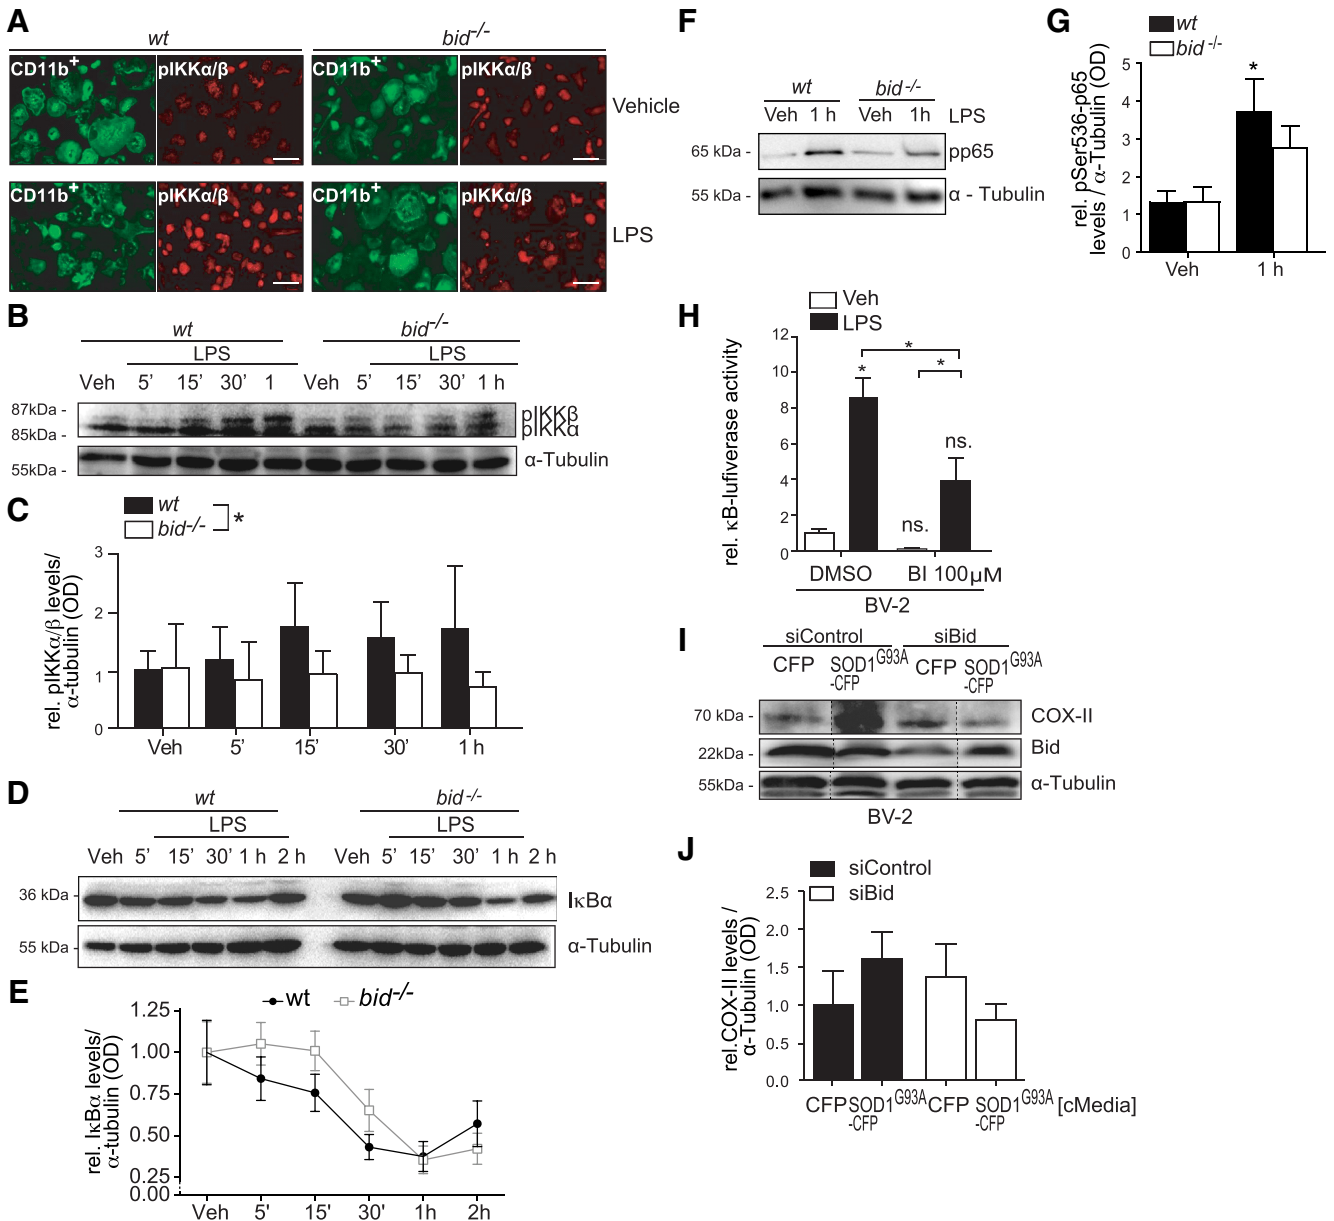 A
wt
bid-/-
CD11b+
pIKKα/β
CD11b+
pIKKα/β
Vehicle
CD11b+
pIKKα/β
CD11b+
pIKKα/β
LPS
B
wt
bid-/-
LPS
LPS
Veh 5' 15' 30' 1 Veh 5' 15' 30' 1 h
87kDa -
85kDa -
pIKKβ
pIKKα
55kDa -
α-Tubulin
C
wt
bid-/-
*
rel. pIKKα/β levels/
α-tubulin (OD)
3
2
1
0
Veh 5' 15' 30' 1 h
D
wt
bid-/-
LPS
LPS
Veh 5' 15' 30' 1 h 2 h Veh 5' 15' 30' 1 h 2 h
36 kDa -
IκBα
55 kDa -
α-Tubulin
E
wt
bid-/-
rel. IκBα levels/
α-tubulin (OD)
1.25
1.00
0.75
0.50
0.25
0.00
Veh 5' 15' 30' 1h 2h
F
wt
bid-/-
Veh 1 h Veh 1h LPS
65 kDa -
pp65
55 kDa -
α - Tubulin
G
wt
bid-/-
rel. pSer536-p65
levels / α-Tubulin (OD)
5
4
3
2
1
0
*
Veh 1 h
H
Veh
LPS
rel. κB-lufiverase activity
12
10
8
6
4
2
0
*
*
*
ns.
ns.
DMSO BI 100µM
BV-2
I
siControl siBid
CFP SOD1G93A
-CFP
CFP SOD1G93A
-CFP
70 kDa -
COX-II
22kDa -
Bid
55kDa -
α-Tubulin
BV-2
J
siControl
siBid
rel.COX-II levels /
α-Tubulin (OD)
2.5
2.0
1.5
1.0
0.5
0.0
CFP SOD1G93A
-CFP
CFP SOD1G93A
-CFP
[cMedia]